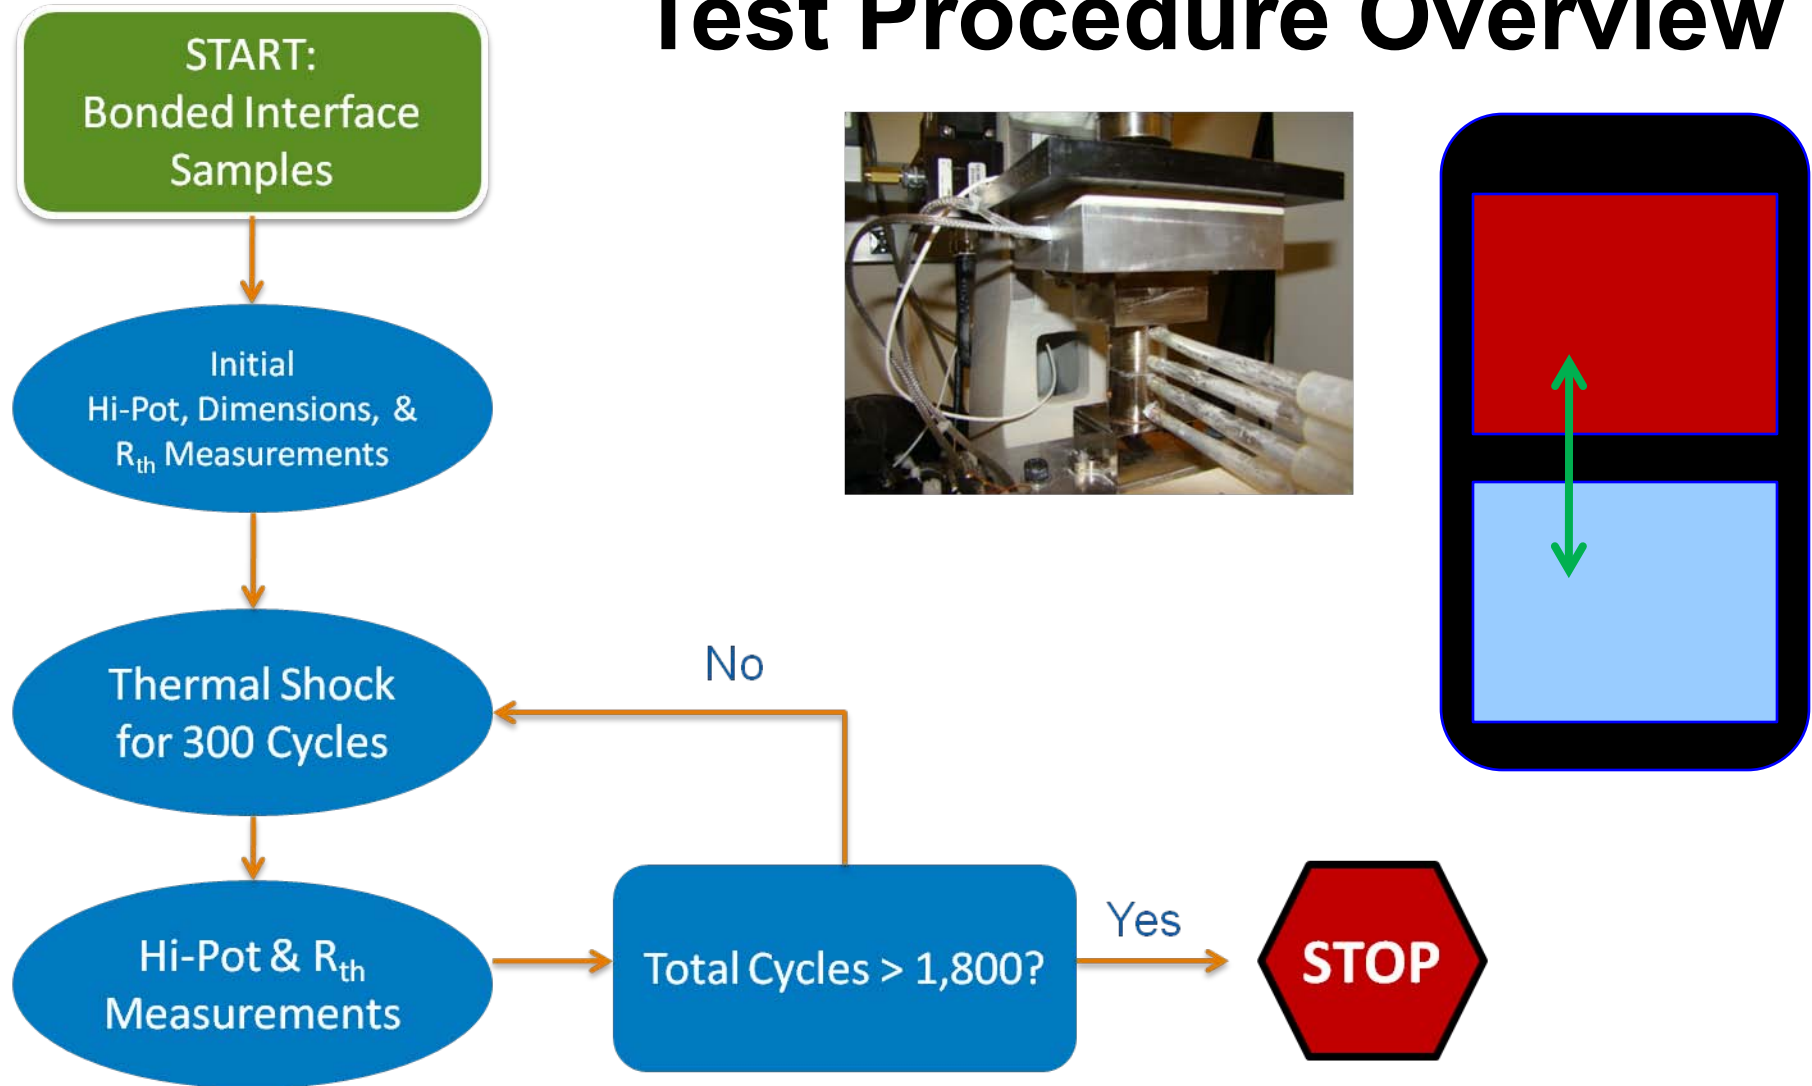 Test Procedure Overview
START:
Bonded Interface
Samples
Initial
Hi-Pot, Dimensions, &
Rth Measurements
Thermal Shock
for 300 Cycles
No
Hi-Pot & Rth
Measurements
Total Cycles > 1,800?
Yes
STOP